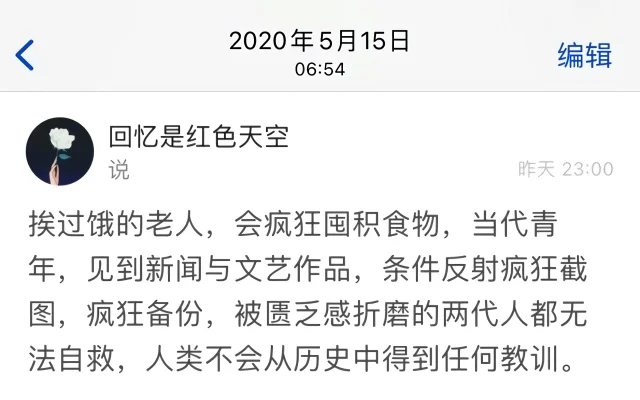 2020年5月15日
06:54
编辑
回忆是红色天空
说
昨天 23:00
挨过饿的老人，会疯狂囤积食物，当代青
年，见到新闻与文艺作品，条件反射疯狂截
图，疯狂备份，被匮乏感折磨的两代人都无
法自救，人类不会从历史中得到任何教训。